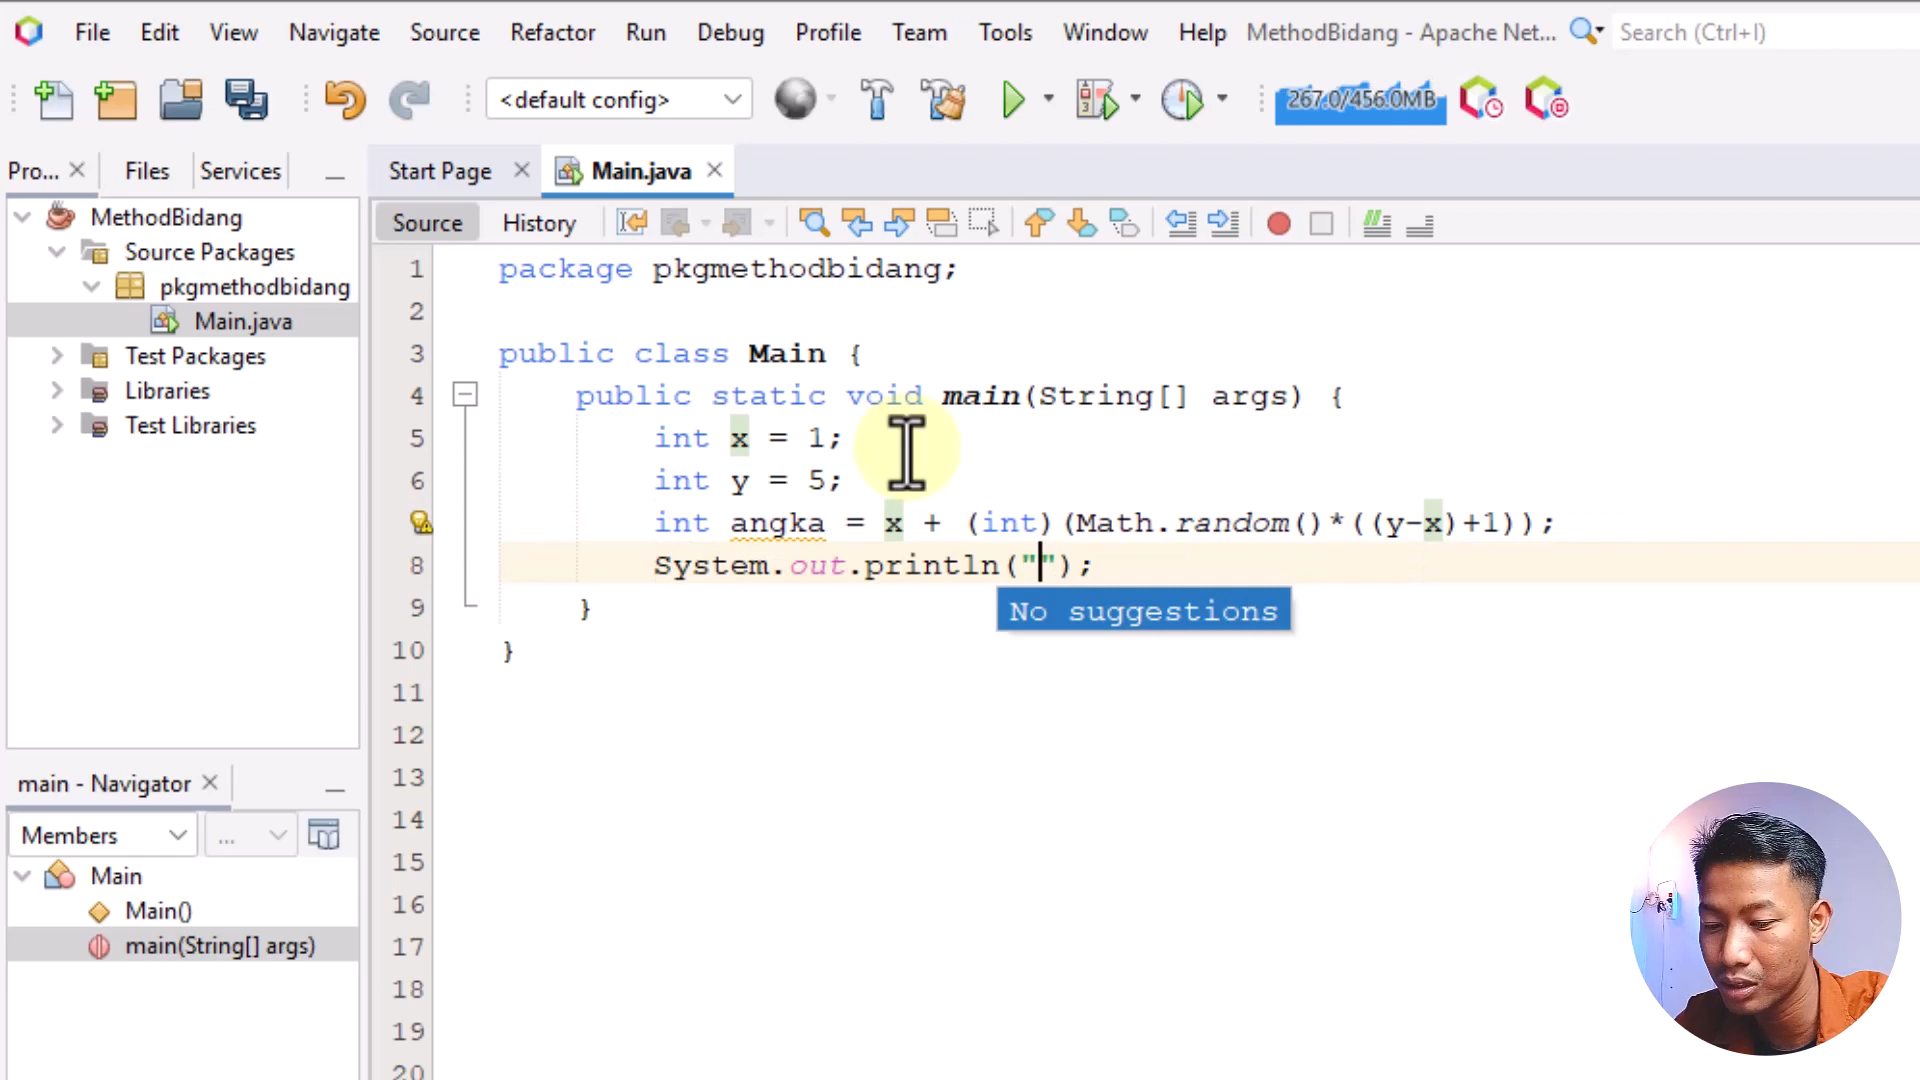 File Edit View Navigate Source Refactor Run Debug Profile Team Tools Window Help MethodBidang - Apache Net... Search (Ctrl+I)
<default config> 267.0/456.0MB
Pro... Files Services Start Page Main.java
Source History
MethodBidang
Source Packages
pkgmethodbidang
Main.java
Test Packages
Libraries
Test Libraries
main - Navigator
Members ...
Main
Main()
main(String[] args)
1 package pkgmethodbidang;
2
3 public class Main {
4 public static void main(String[] args) {
5 int x = 1;
6 int y = 5;
int angka = x + (int)(Math.random()*((y-x)+1));
8 System.out.println("");
No suggestions
9 }
10 }
11
12
13
14
15
16
17
18
19
20